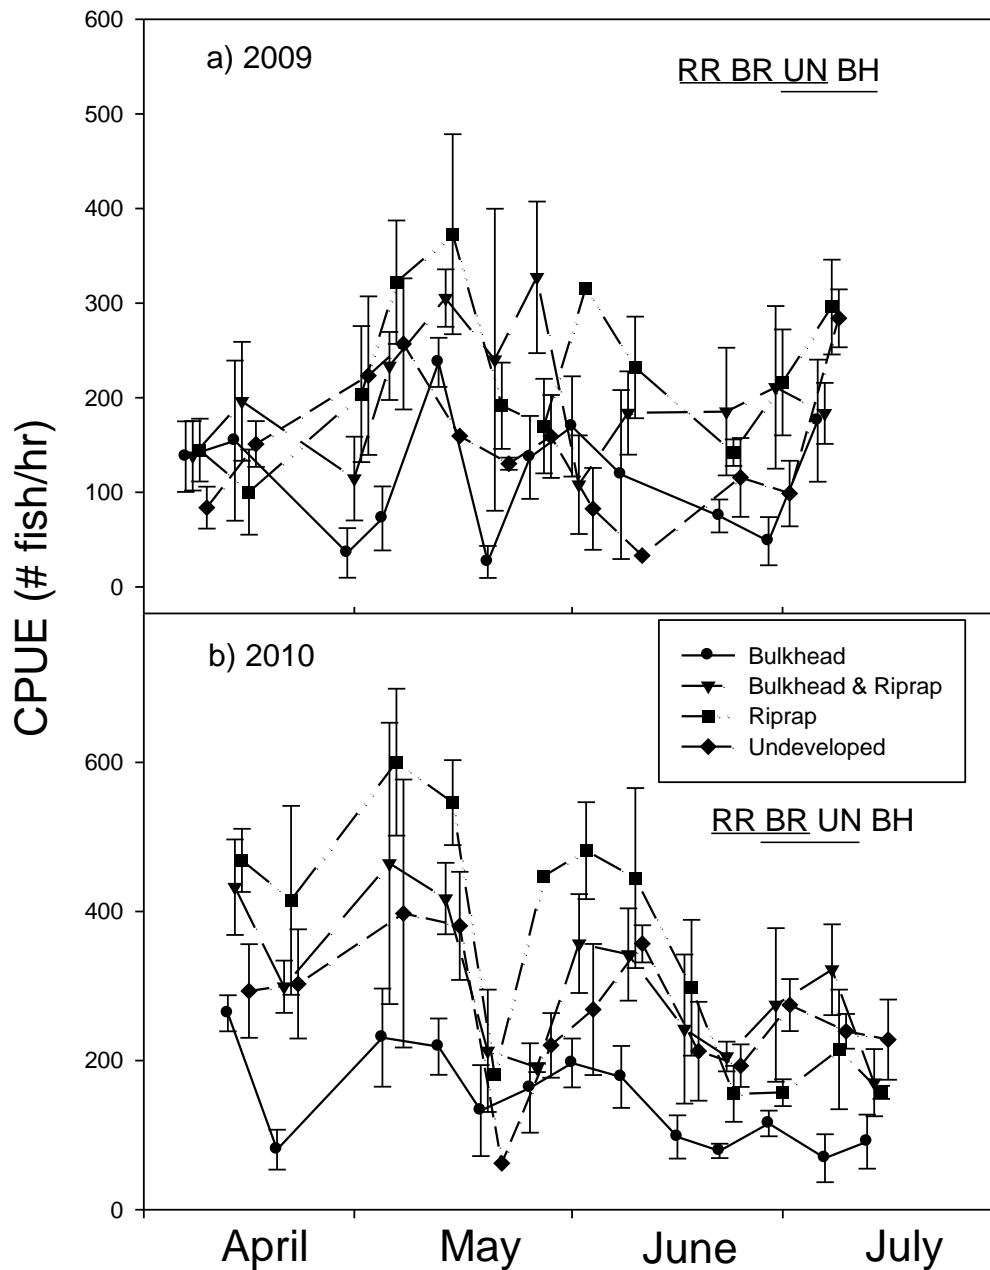 600
a) 2009
RR BR UN BH
500
400
300
200
100
0
CPUE (# fish/hr)
b) 2010
Bulkhead
Bulkhead & Riprap
Riprap
Undeveloped
600
RR BR UN BH
400
200
0
April May June July